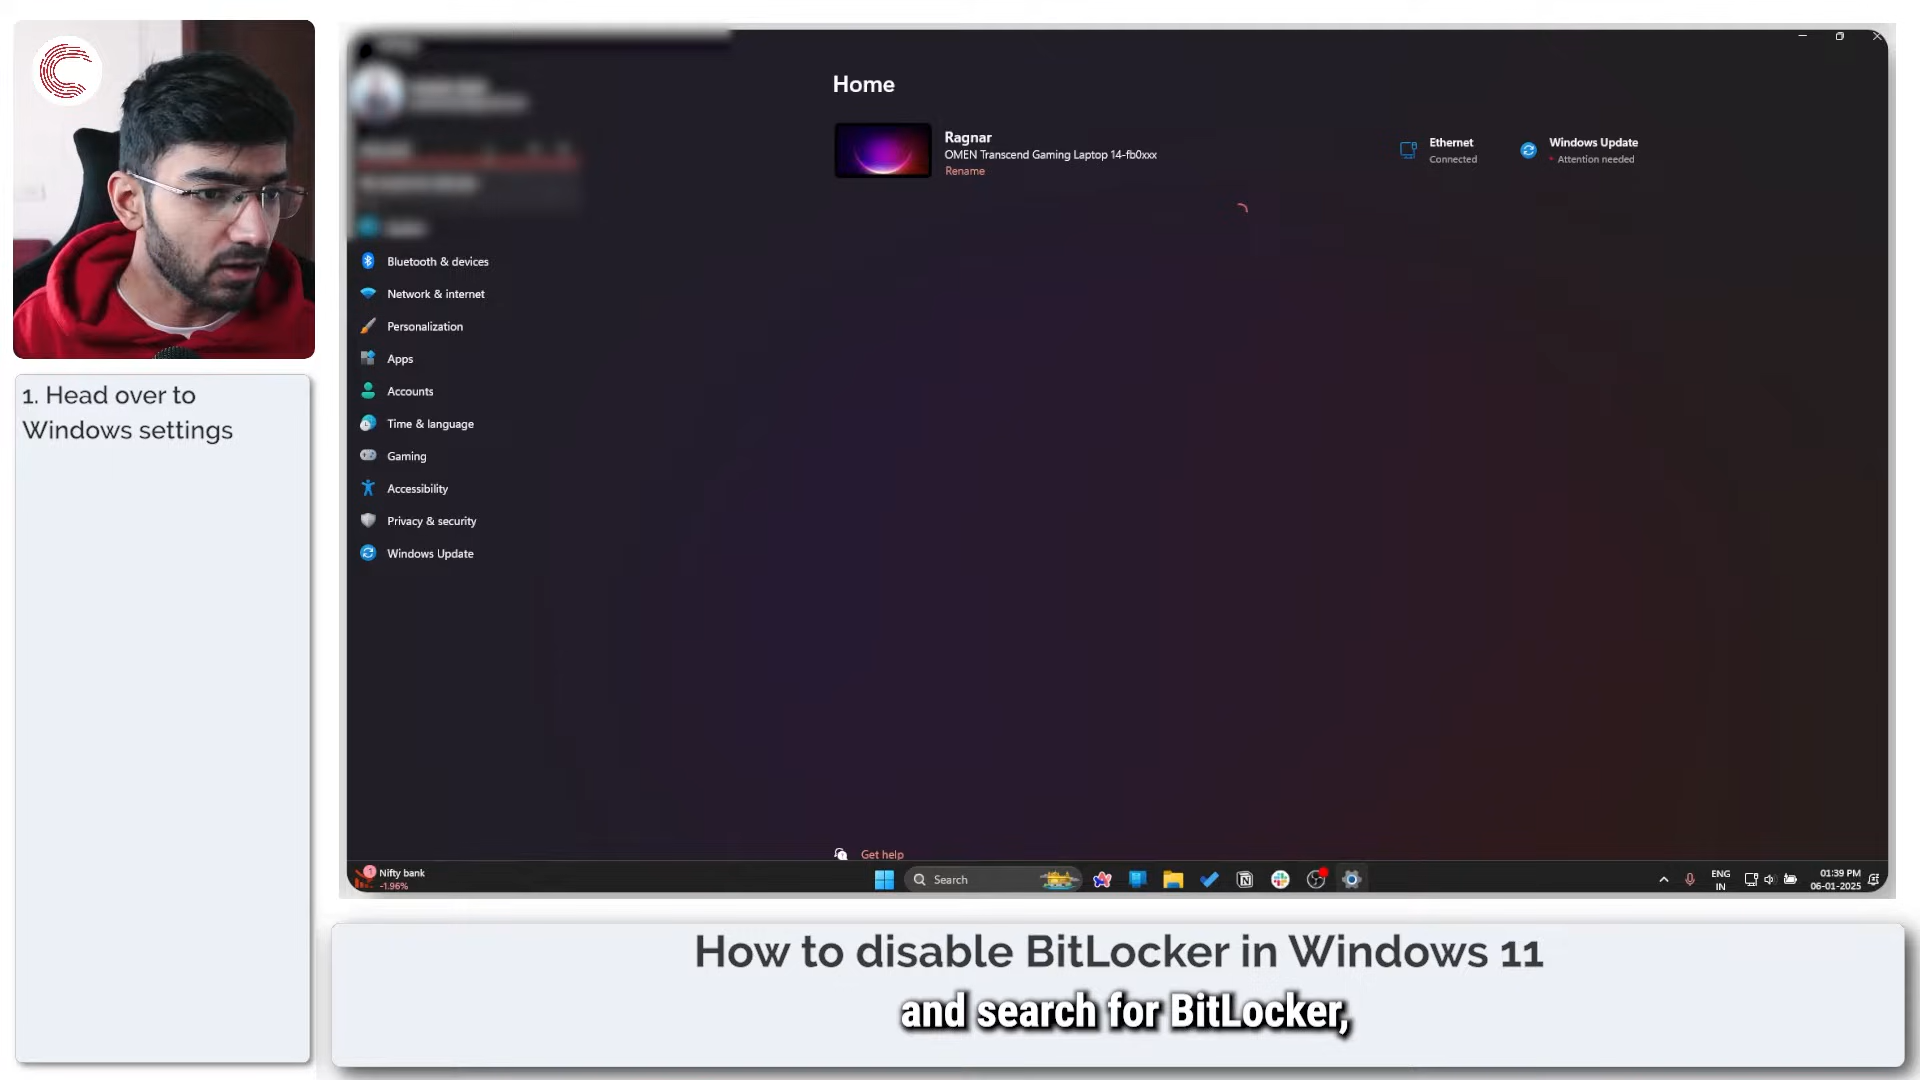 1. Head over to
Windows settings
Home
Ragnar
OMEN Transcend Gaming Laptop 14-fb0xxx
Rename
Ethernet
Connected
Windows Update
• Attention needed
Bluetooth & devices
Network & internet
Personalization
Apps
Accounts
Time & language
Gaming
Accessibility
Privacy & security
Windows Update
Get help
1
Nifty bank
-1.96%
Search
ENG
IN
01:39 PM
06-01-2025
How to disable BitLocker in Windows 11
and search for BitLocker,